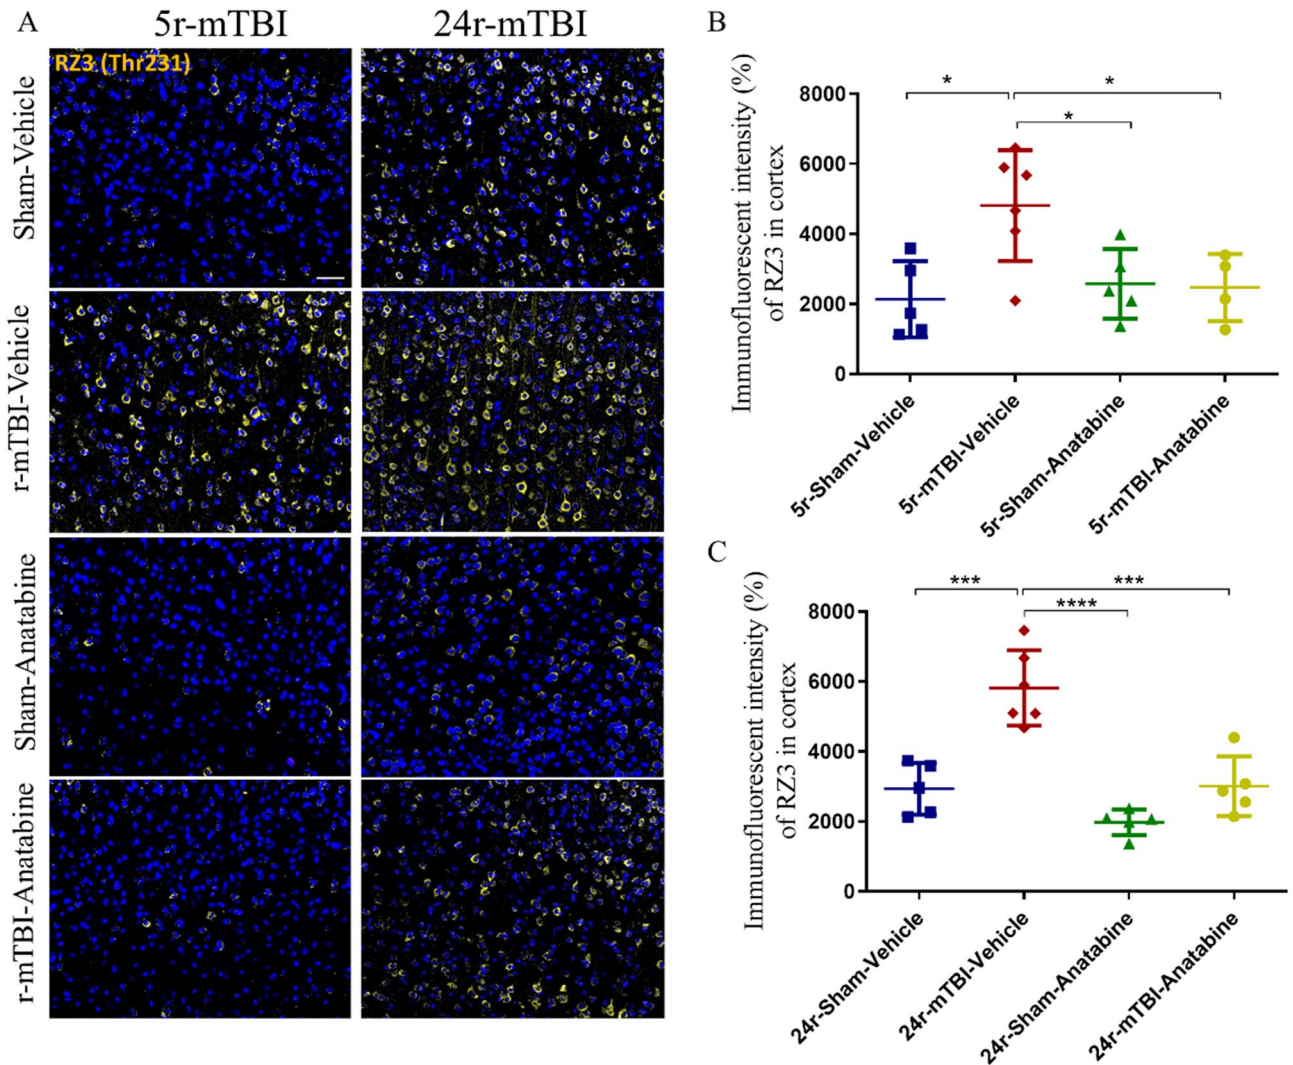 A
5r-mTBI
24r-mTBI
RZ3 (Thr231)
Sham-Vehicle
r-mTBI-Vehicle
Sham-Anatabine
r-mTBI-Anatabine
B
Immunofluorescent intensity (%)
of RZ3 in cortex
8000
6000
4000
2000
0
*
*
*
5r-Sham-Vehicle
5r-mTBI-Vehicle
5r-Sham-Anatabine
5r-mTBI-Anatabine
C
Immunofluorescent intensity (%)
of RZ3 in cortex
8000
6000
4000
2000
0
***
***
****
24r-Sham-Vehicle
24r-mTBI-Vehicle
24r-Sham-Anatabine
24r-mTBI-Anatabine